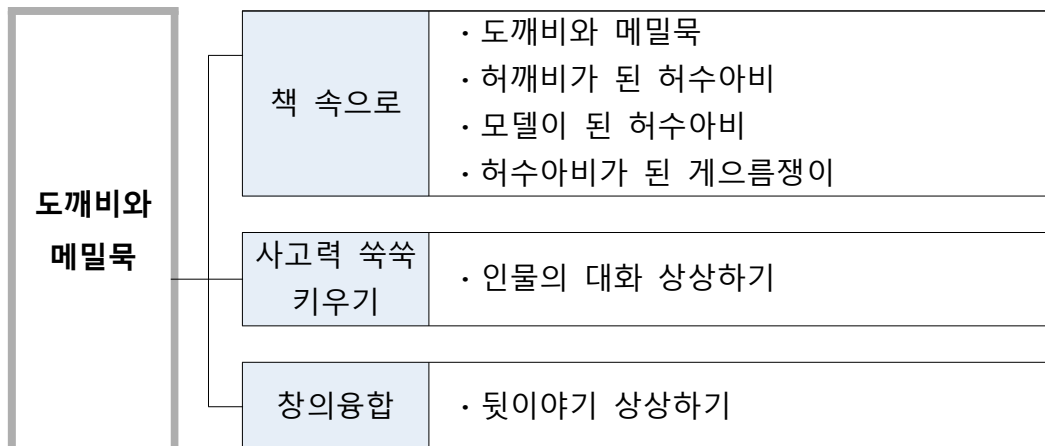 도깨비와
메밀묵
책 속으로
· 도깨비와 메밀묵
· 허깨비가 된 허수아비
· 모델이 된 허수아비
· 허수아비가 된 게으름쟁이
사고력 쑥쑥
키우기
· 인물의 대화 상상하기
창의융합
· 뒷이야기 상상하기